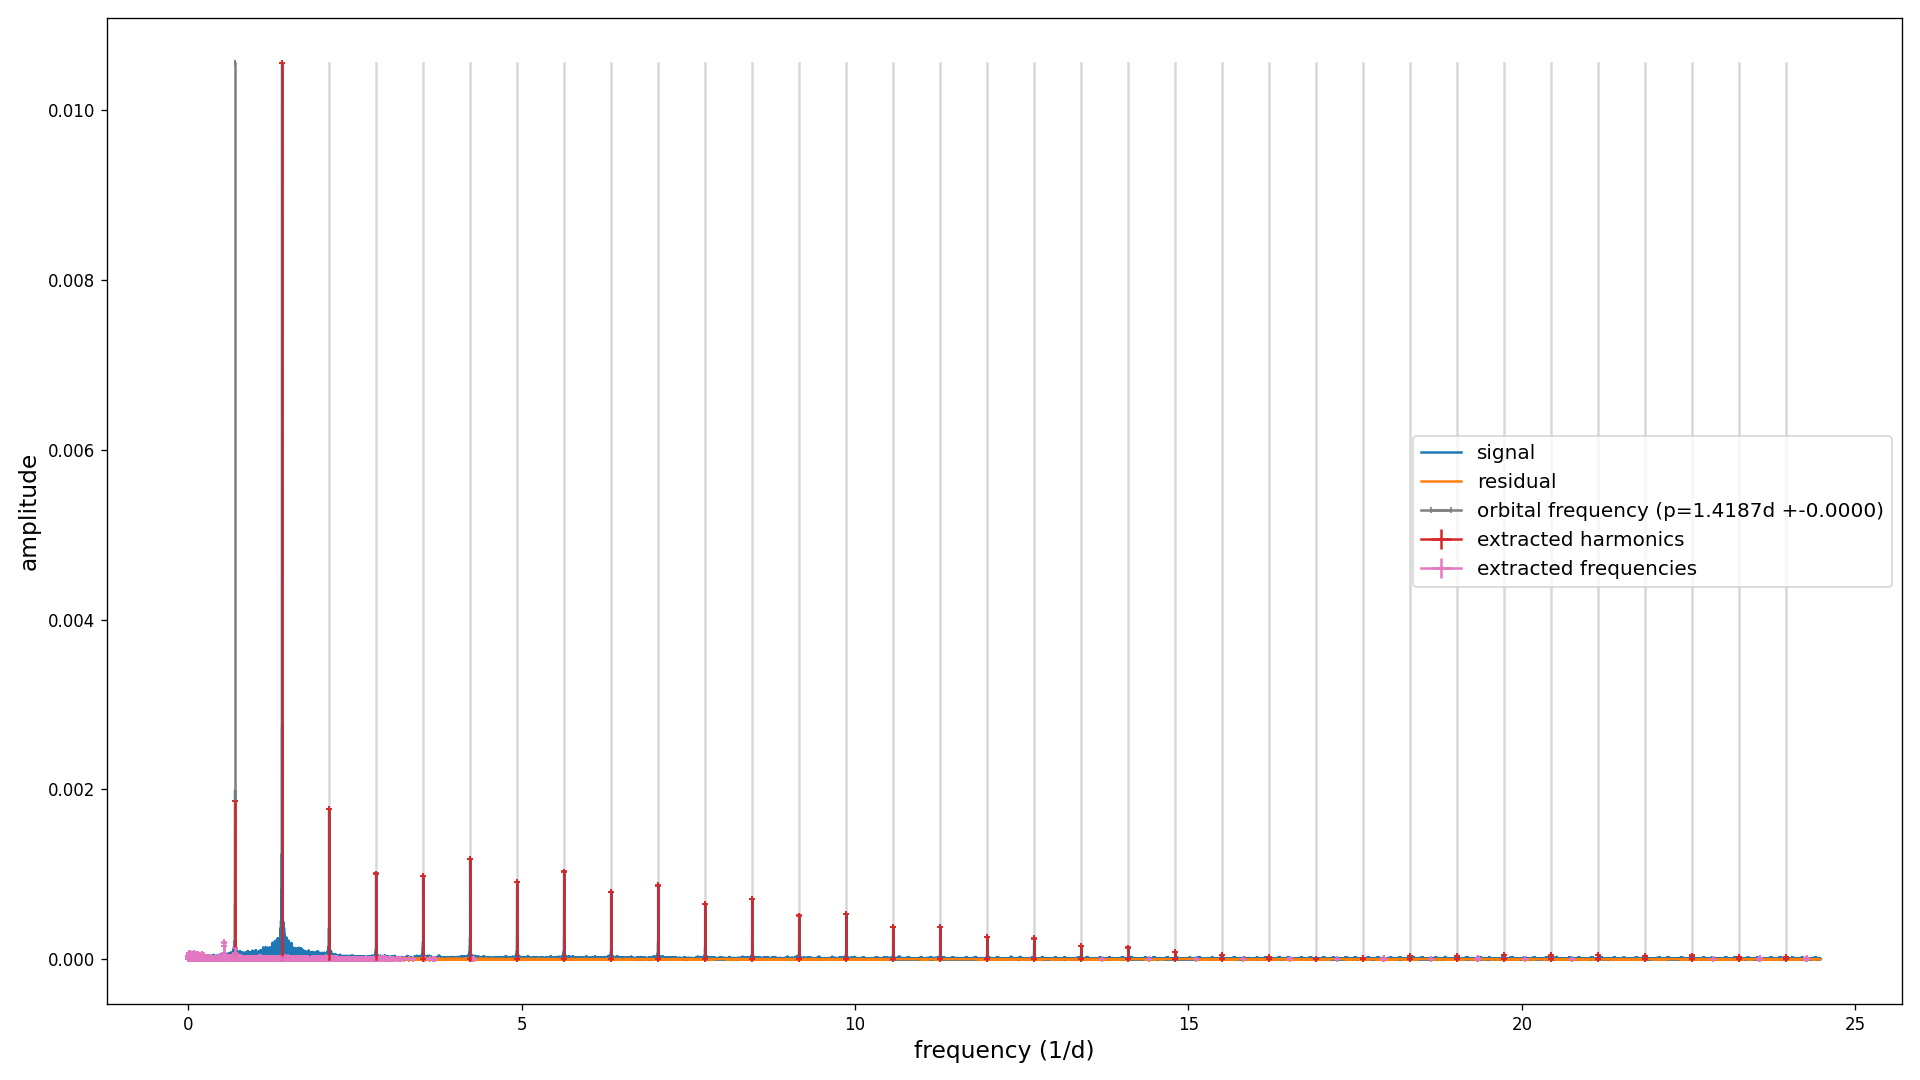 0.010
0.008
0.006
0.004
0.002
0.000
amplitude
0
5
10
15
20
25
frequency (1/d)
signal
residual
orbital frequency (p=1.4187d +-0.0000)
extracted harmonics
extracted frequencies